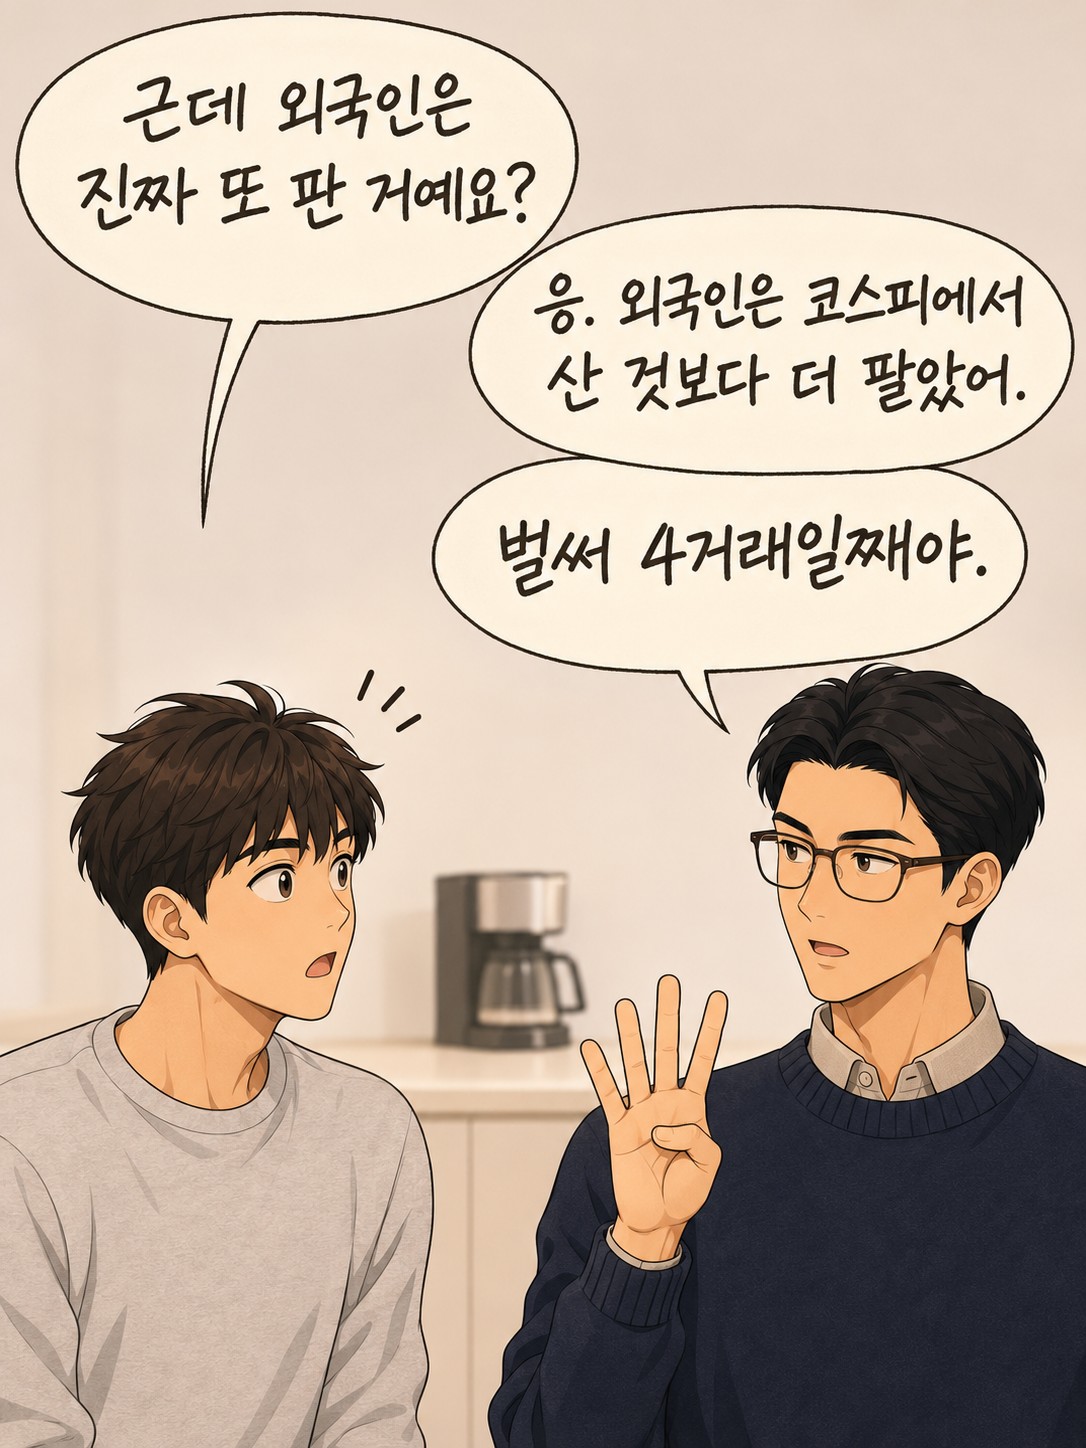 근데 외국인은
진짜 또 판 거예요?
응. 외국인은 코스피에서
산 것보다 더 팔았어.
벌써 4거래일째야.